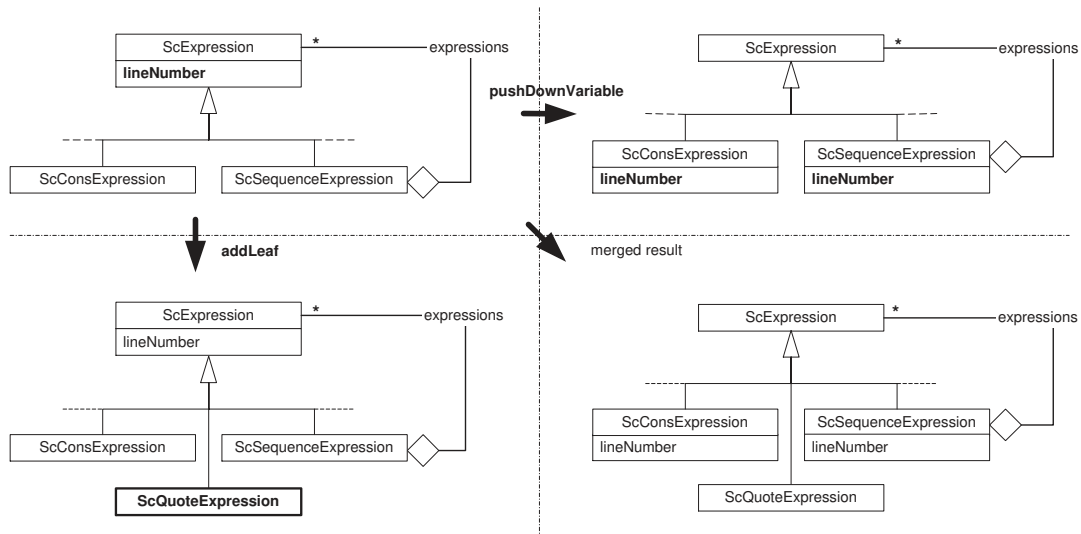 ScExpression
*
expressions
lineNumber
ScConsExpression
ScSequenceExpression
pushDownVariable
ScExpression
*
expressions
ScConsExpression
lineNumber
ScSequenceExpression
lineNumber
addLeaf
merged result
ScExpression
*
expressions
lineNumber
ScConsExpression
ScSequenceExpression
ScQuoteExpression
ScExpression
*
expressions
ScConsExpression
lineNumber
ScSequenceExpression
lineNumber
ScQuoteExpression